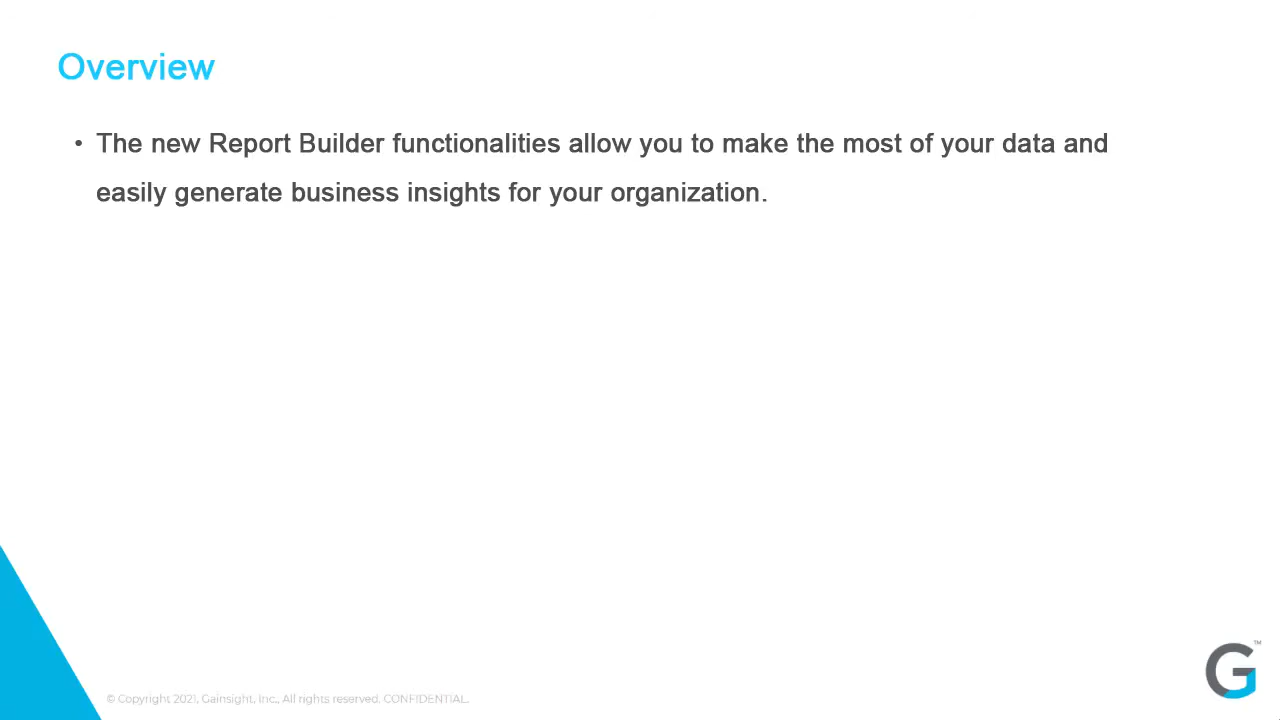 Overview
• The new Report Builder functionalities allow you to make the most of your data and
easily generate business insights for your organization.
G™
© Copyright 2021, Gainsight, Inc., All rights reserved. CONFIDENTIAL.